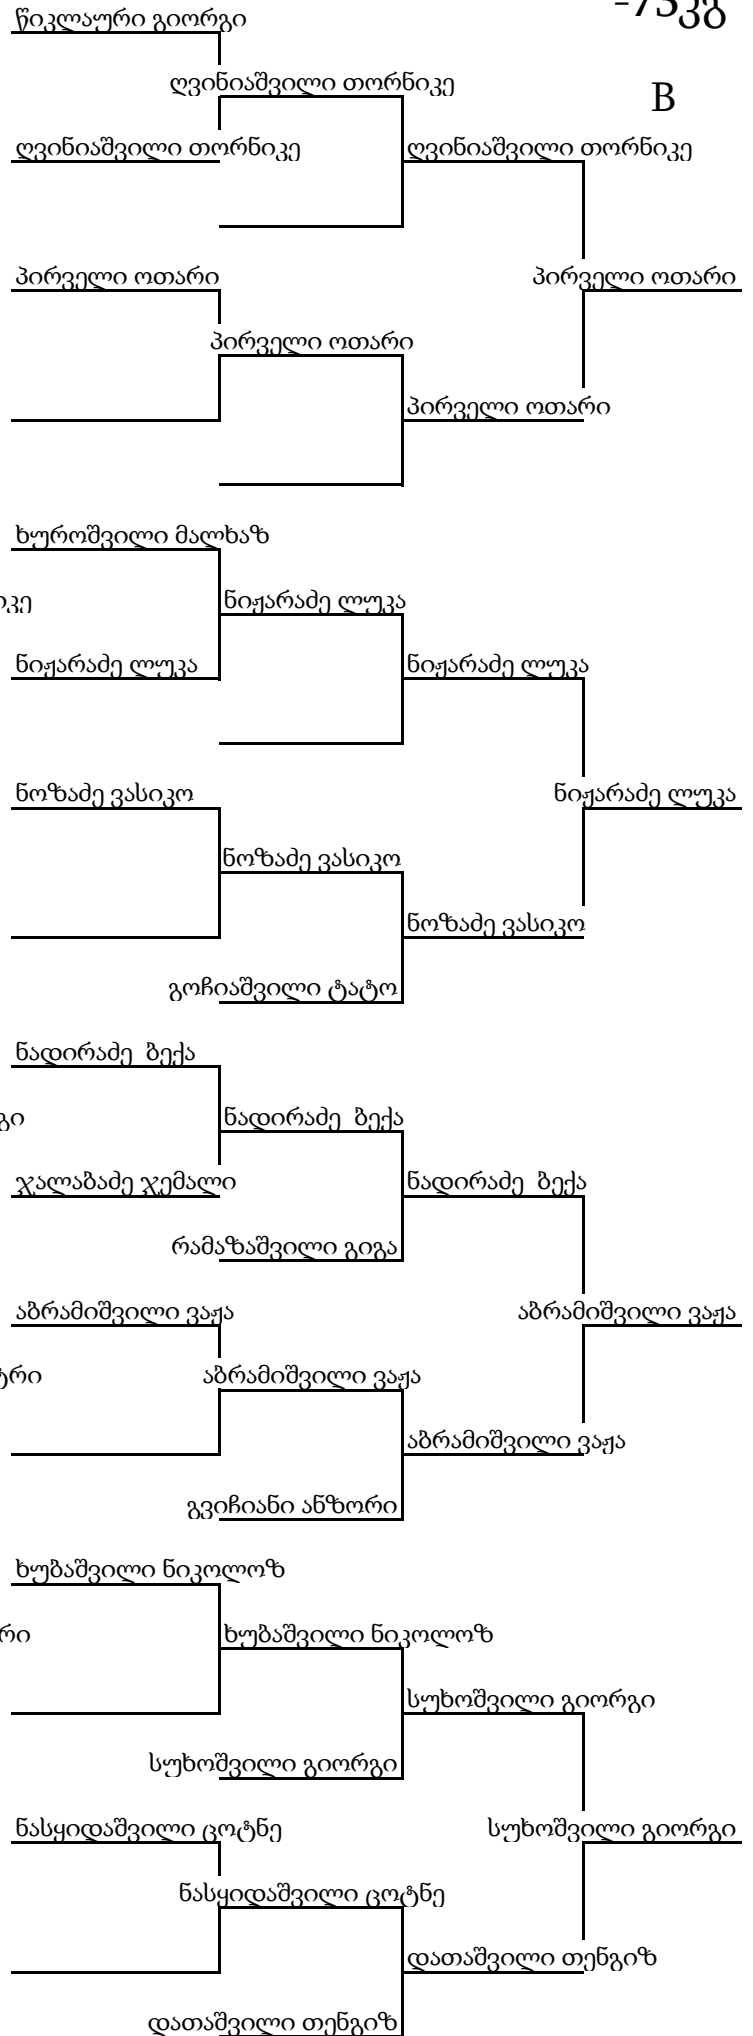 წიკლაური გიორგი
-73კგ
ღვინიაშვილი თორნიკე
B
ღვინიაშვილი თორნიკე
ღვინიაშვილი თორნიკე
პირველი ოთარი
პირველი ოთარი
პირველი ოთარი
პირველი ოთარი
ხუროშვილი მალხაზ
ნიჟარაძე ლუკა
ნიჟარაძე ლუკა
ნიჟარაძე ლუკა
ნოზაძე ვასიკო
ნიჟარაძე ლუკა
ნოზაძე ვასიკო
ნოზაძე ვასიკო
გოჩიაშვილი ტატო
ნადირაძე ბექა
ნადირაძე ბექა
ჯალაბაძე ჯემალი
ნადირაძე ბექა
რამაზაშვილი გიგა
აბრამიშვილი ვაჟა
აბრამიშვილი ვაჟა
აბრამიშვილი ვაჟა
აბრამიშვილი ვაჟა
გვიჩიანი ანზორი
ხუბაშვილი ნიკოლოზ
ხუბაშვილი ნიკოლოზ
სუხოშვილი გიორგი
სუხოშვილი გიორგი
ნასყიდაშვილი ცოტნე
სუხოშვილი გიორგი
ნასყიდაშვილი ცოტნე
დათაშვილი თენგიზ
დათაშვილი თენგიზ